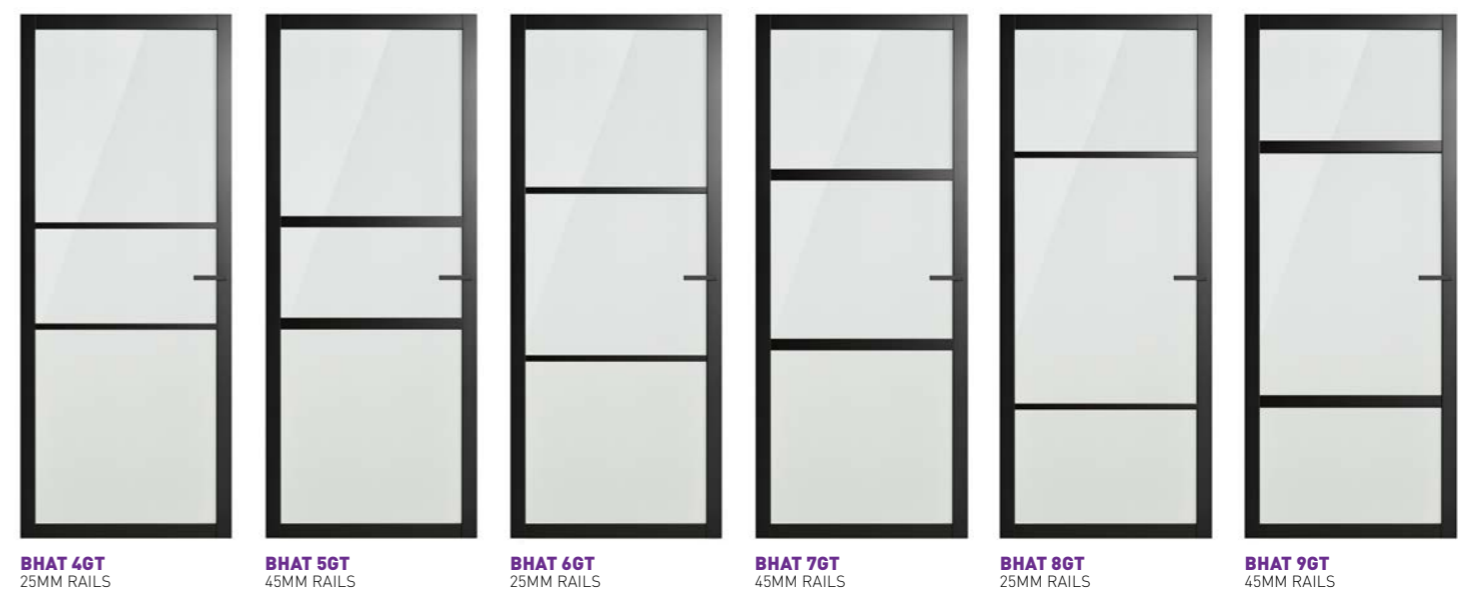 BHAT 4GT
25MM RAILS
BHAT 5GT
45MM RAILS
BHAT 6GT
25MM RAILS
BHAT 7GT
45MM RAILS
BHAT 8GT
25MM RAILS
BHAT 9GT
45MM RAILS